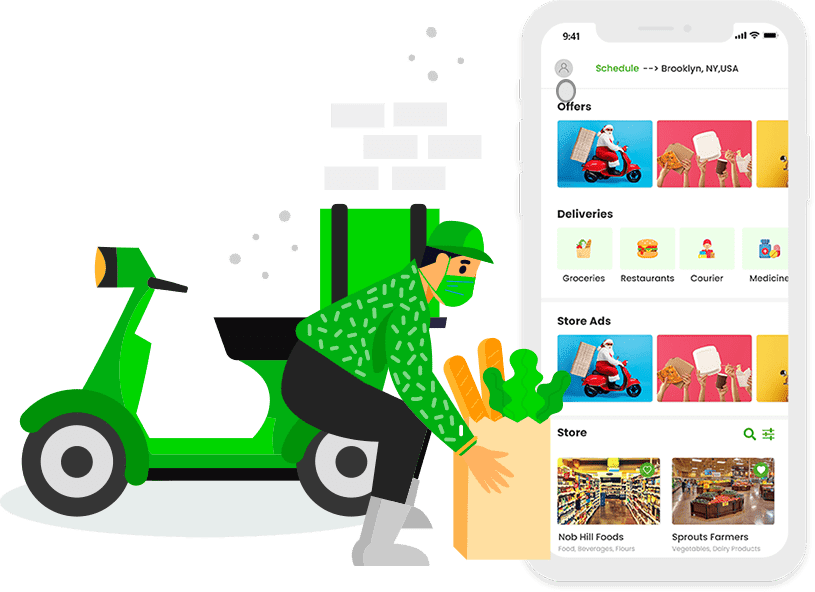 9:41
Schedule --> Brooklyn, NY,USA
Offers
Deliveries
Groceries Restaurants Courier Medicine
Store Ads
Store
Nob Hill Foods Sprouts Farmers
Food, Beverages, Flours Vegetables, Dairy Products